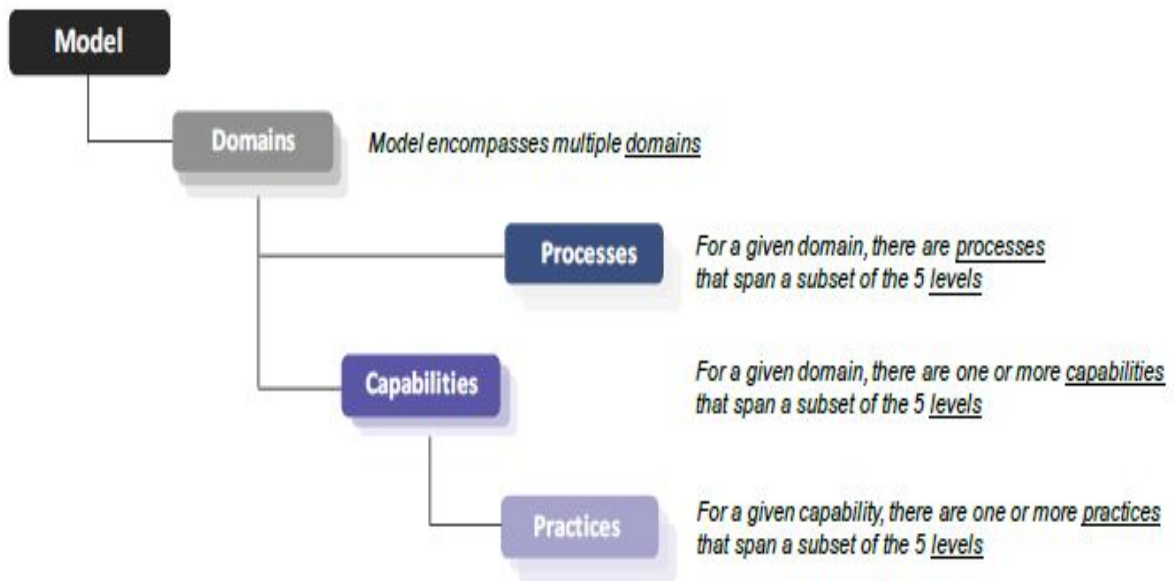 Model
Domains
Model encompasses multiple domains
Processes
For a given domain, there are processes
that span a subset of the 5 levels
Capabilities
For a given domain, there are one or more capabilities
that span a subset of the 5 levels
Practices
For a given capability, there are one or more practices
that span a subset of the 5 levels